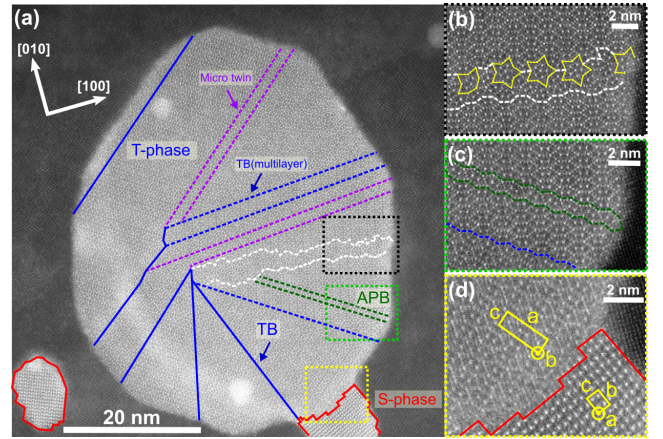 (a)
[010]
[100]
Micro twin
T-phase
TB(multilayer)
APB
TB
S-phase
20 nm
(b)
2 nm
(c)
2 nm
(d)
2 nm
c
a
b
c
b
a